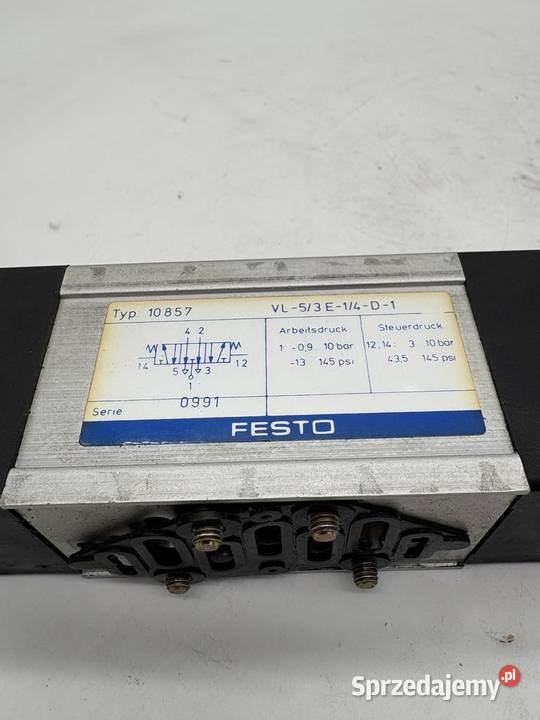 Typ 10857 VL-5/3E-1/4-D-1
4 2
14 5 3 12
1
Arbeitsdruck
1: -0,9 10 bar
-13 145 psi
Steuerdruck
12,14: 3 10 bar
43,5 145 psi
Serie 0991
FESTO
Sprzedajemy.pl